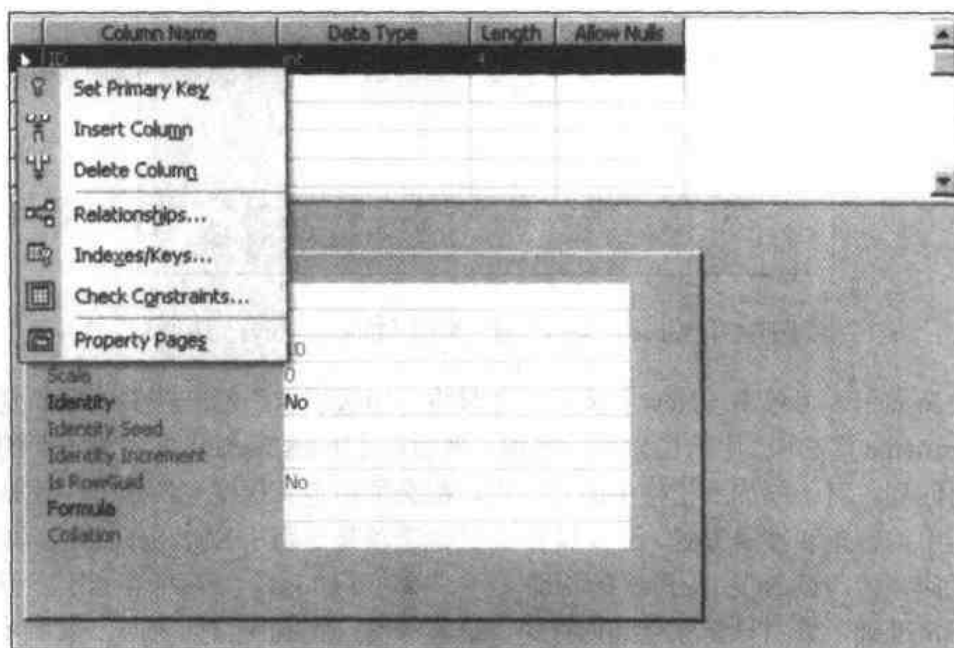 Column Name Data Type Length Allow Nulls
ID int 4
Set Primary Key
Insert Column
Delete Column
Relationships...
Indexes/Keys...
Check Constraints...
Property Pages
Scale 0
Identity No
Identity Seed
Identity Increment
Is RowGuid No
Formula
Collation